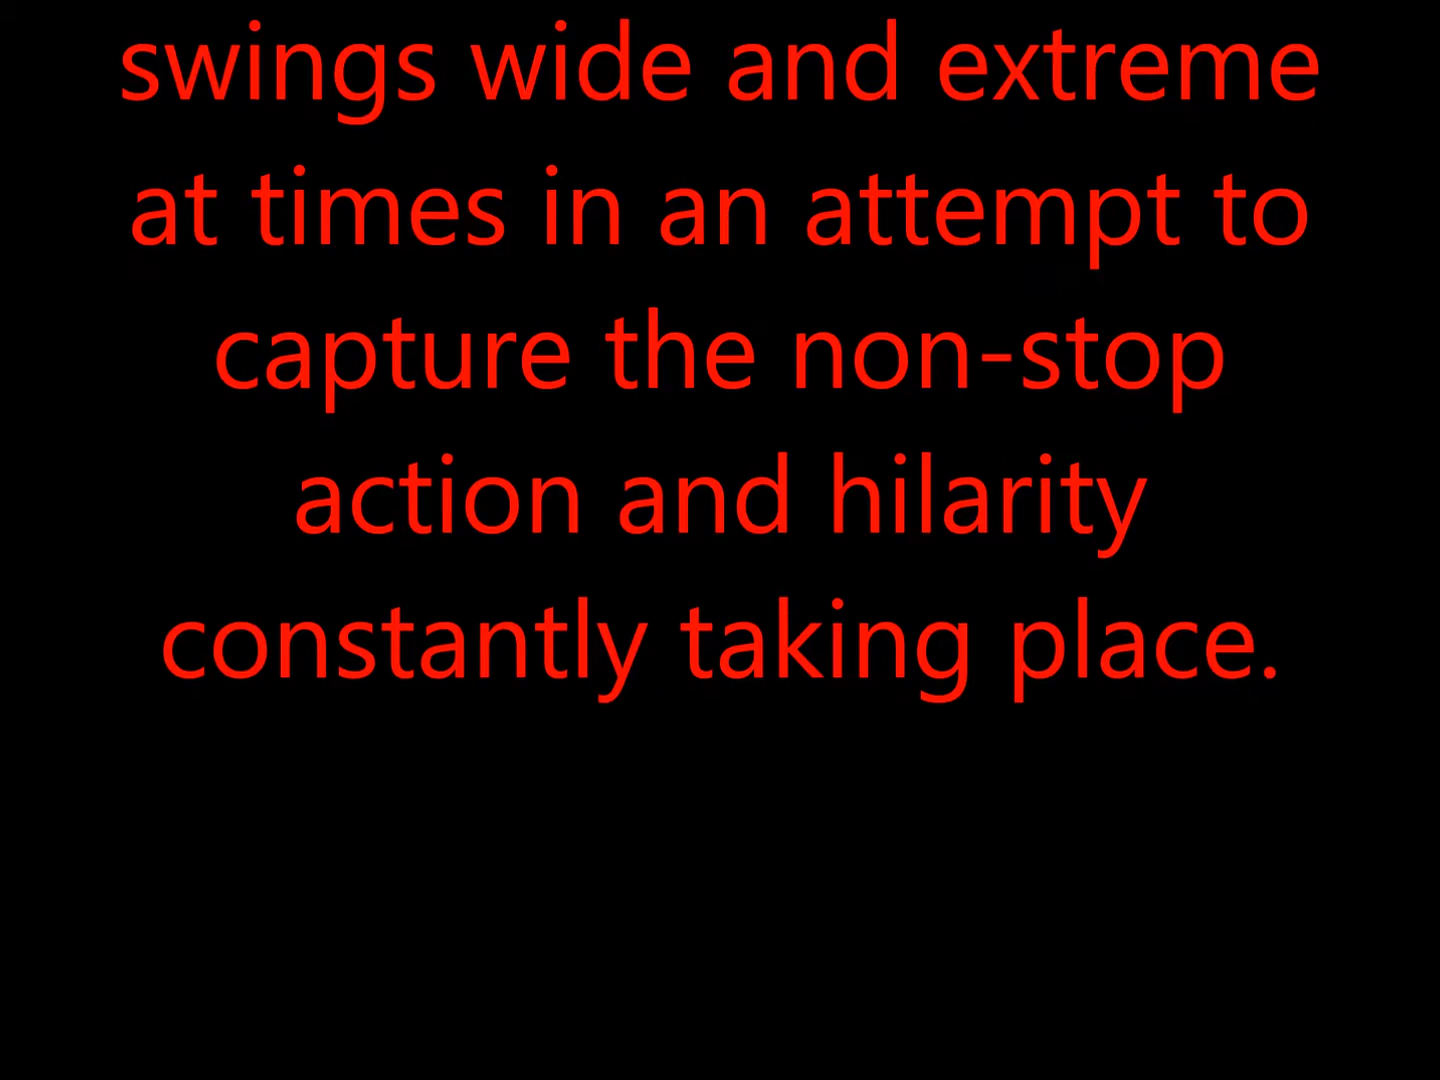 swings wide and extreme
at times in an attempt to
capture the non-stop
action and hilarity
constantly taking place.